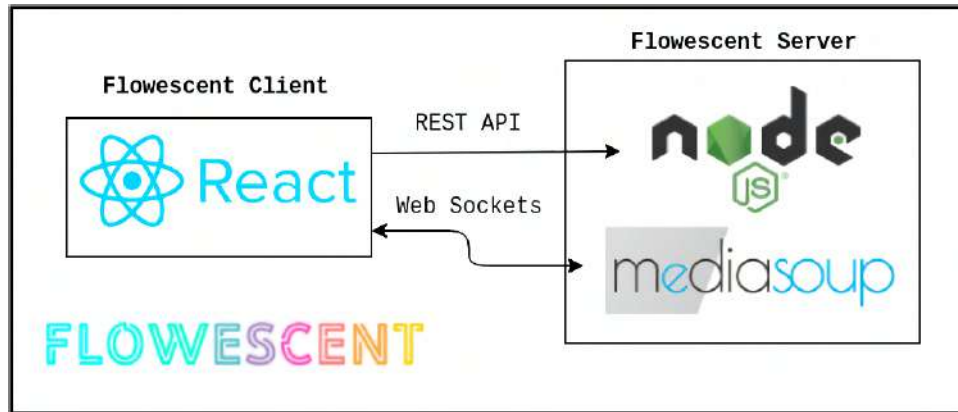 Flowescent Server
Flowescent Client
REST API
node
JS
React
Web Sockets
mediasoup
FLOWESCENT